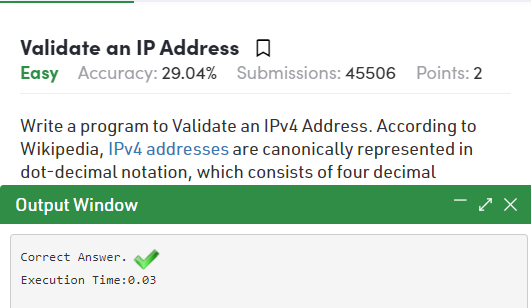 Validate an IP Address
Easy Accuracy: 29.04% Submissions: 45506 Points: 2
Write a program to Validate an IPv4 Address. According to
Wikipedia, IPv4 addresses are canonically represented in
dot-decimal notation, which consists of four decimal
Output Window
Correct Answer.
Execution Time:0.03